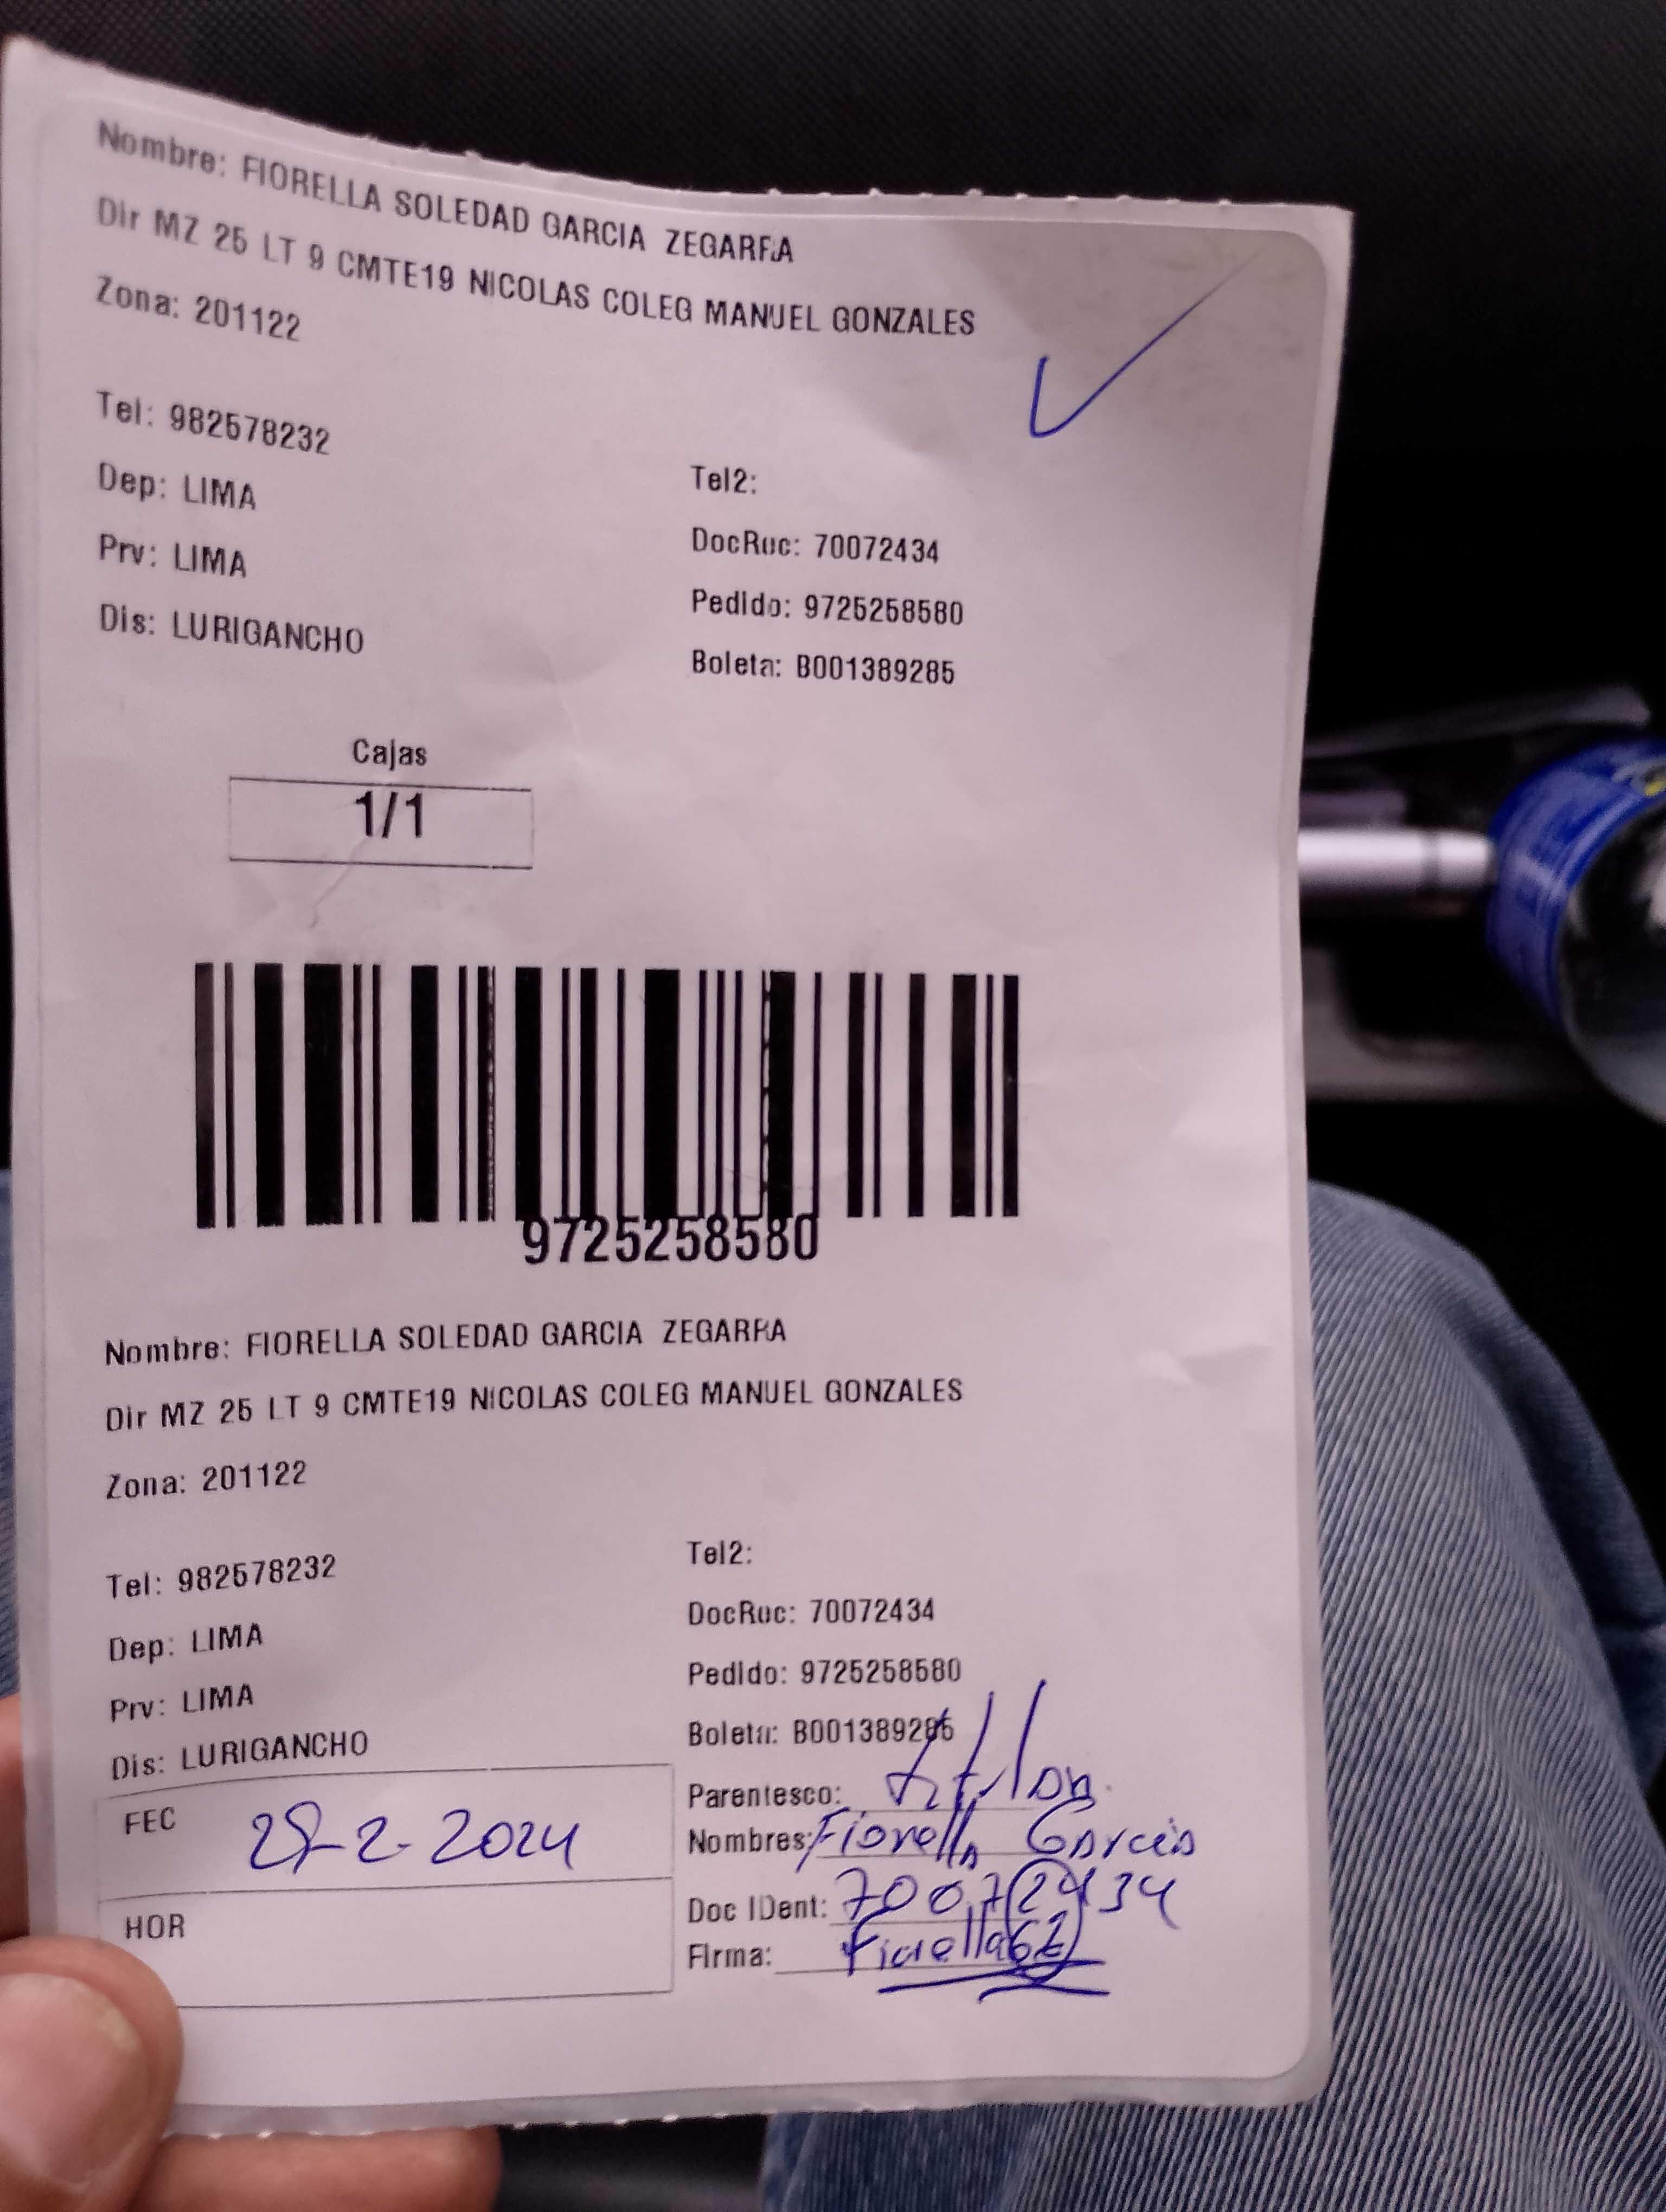 Nombre: FIORELLA SOLEDAD GARCIA ZEGARRA
Dir MZ 25 LT 9 CMTE19 NICOLAS COLEG MANUEL GONZALES
Zona: 201122
Tel: 982578232
Tel2:
Dep: LIMA
DocRuc: 70072434
Prv: LIMA
Pedido: 9725258580
Dis: LURIGANCHO
Boleta: B001389285
Cajas
1/1
9725258580
Nombre: FIORELLA SOLEDAD GARCIA ZEGARRA
Dir MZ 25 LT 9 CMTE19 NICOLAS COLEG MANUEL GONZALES
Zona: 201122
Tel: 982578232
Tel2:
Dep: LIMA
DocRuc: 70072434
Prv: LIMA
Pedido: 9725258580
Dis: LURIGANCHO
Boleta: B001389285
Parentesco:
FEC 2-2024
Nombres: Fiorella Garcia
Doc IDent: 70072434
HOR
Firma: Fiorella